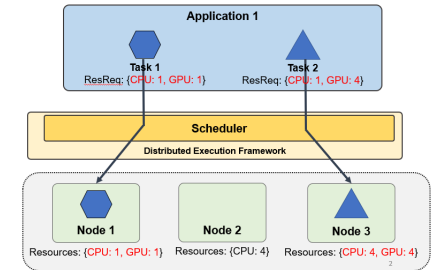 Application 1
Task 1
Task 2
ResReq: {CPU: 1, GPU: 1}
ResReq: {CPU: 1, GPU: 4}
Scheduler
Distributed Execution Framework
Node 1
Node 2
Node 3
Resources: {CPU: 1, GPU: 1}
Resources: {CPU: 4}
Resources: {CPU: 4, GPU: 4}
2